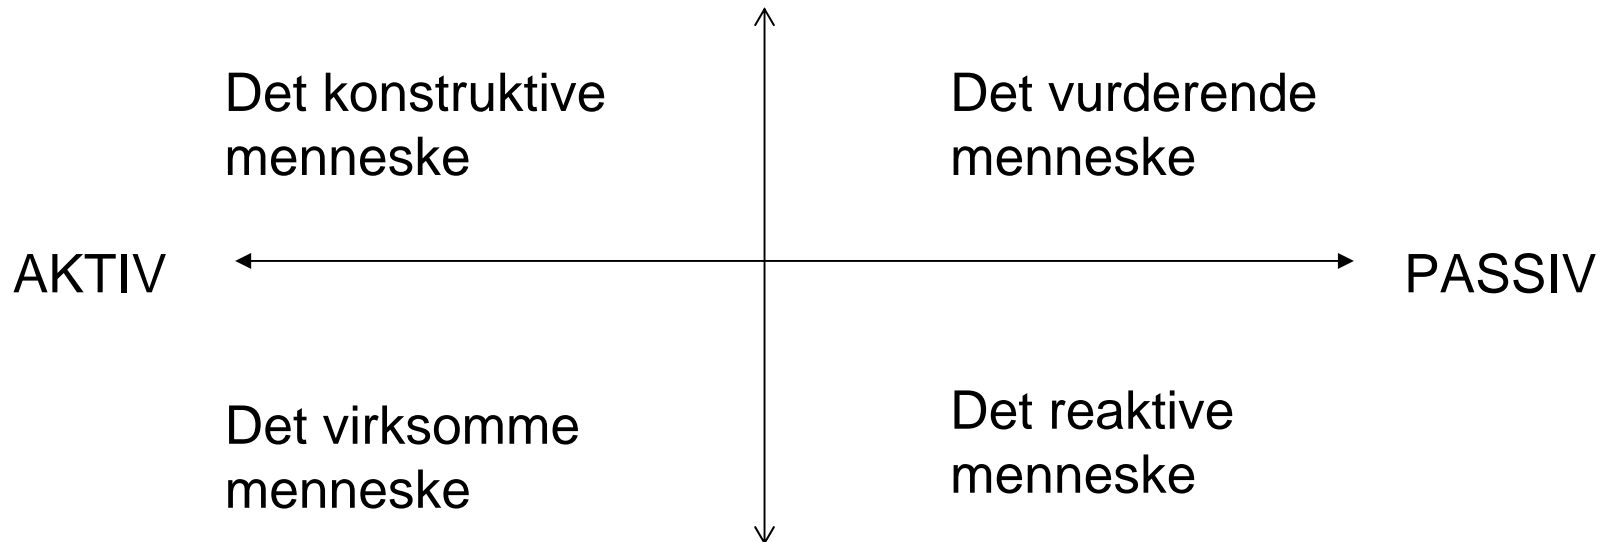 Det konstruktive
menneske
Det vurderende
menneske
AKTIV
PASSIV
Det virksomme
menneske
Det reaktive
menneske